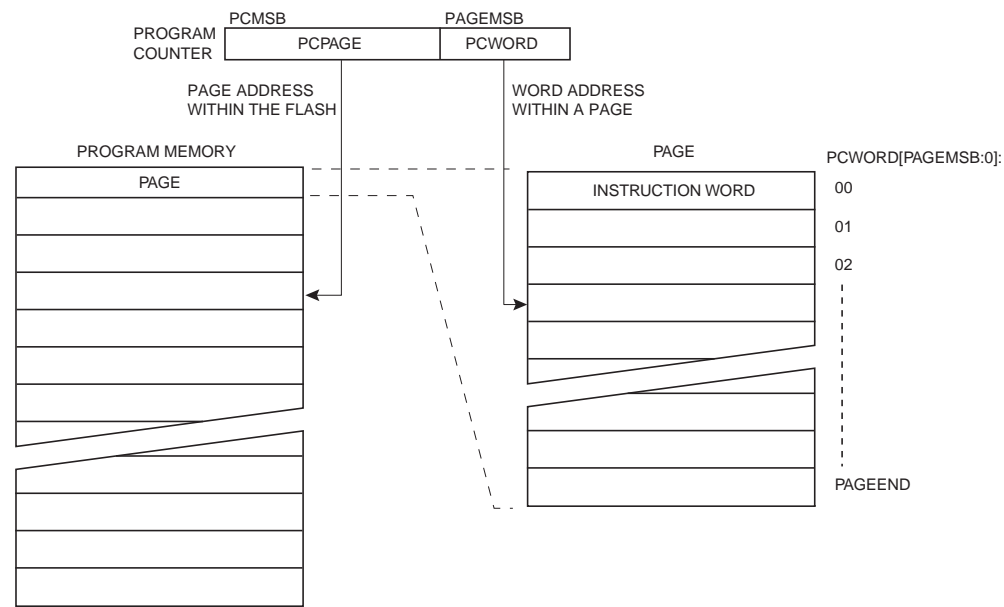 PCMSB
PAGEMSB
PROGRAM
COUNTER
PCPAGE
PCWORD
PAGE ADDRESS
WITHIN THE FLASH
WORD ADDRESS
WITHIN A PAGE
PROGRAM MEMORY
PAGE
PAGE
PCWORD[PAGEMSB:0]:
INSTRUCTION WORD
00
01
02
PAGEEND